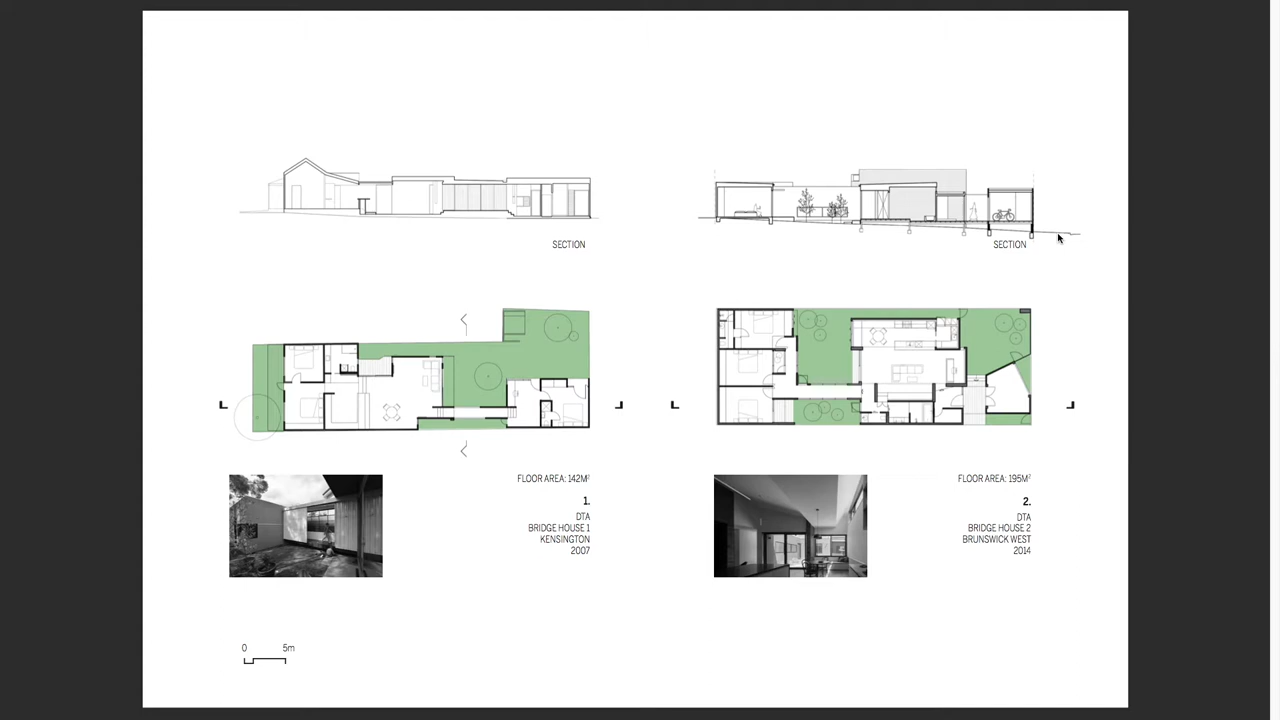 SECTION
SECTION
FLOOR AREA: 142M²
1.
DTA
BRIDGE HOUSE 1
KENSINGTON
2007
FLOOR AREA: 195M²
2.
DTA
BRIDGE HOUSE 2
BRUNSWICK WEST
2014
0 5m